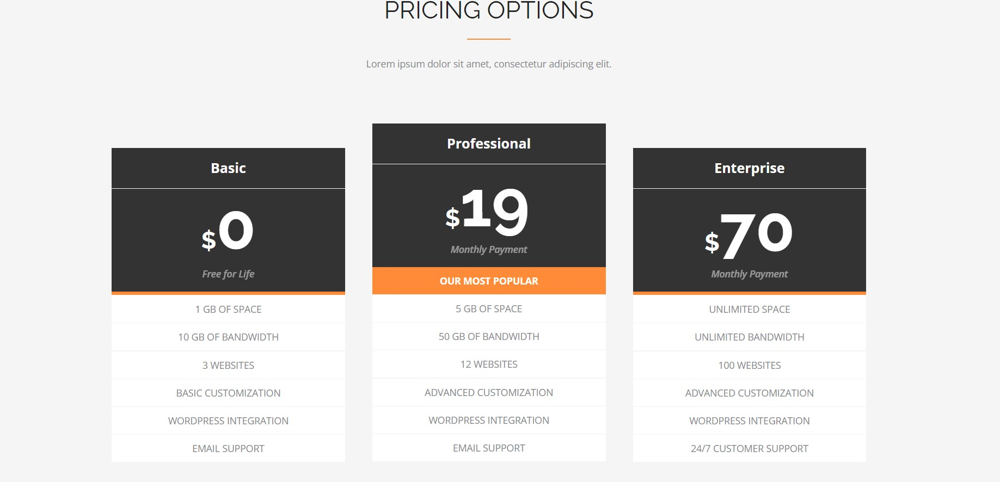 PRICING OPTIONS
Lorem ipsum dolor sit amet, consectetur adipiscing elit.
Basic
$0
Free for Life
1 GB OF SPACE
10 GB OF BANDWIDTH
3 WEBSITES
BASIC CUSTOMIZATION
WORDPRESS INTEGRATION
EMAIL SUPPORT
Professional
$19
Monthly Payment
OUR MOST POPULAR
5 GB OF SPACE
50 GB OF BANDWIDTH
12 WEBSITES
ADVANCED CUSTOMIZATION
WORDPRESS INTEGRATION
EMAIL SUPPORT
Enterprise
$70
Monthly Payment
UNLIMITED SPACE
UNLIMITED BANDWIDTH
100 WEBSITES
ADVANCED CUSTOMIZATION
WORDPRESS INTEGRATION
24/7 CUSTOMER SUPPORT